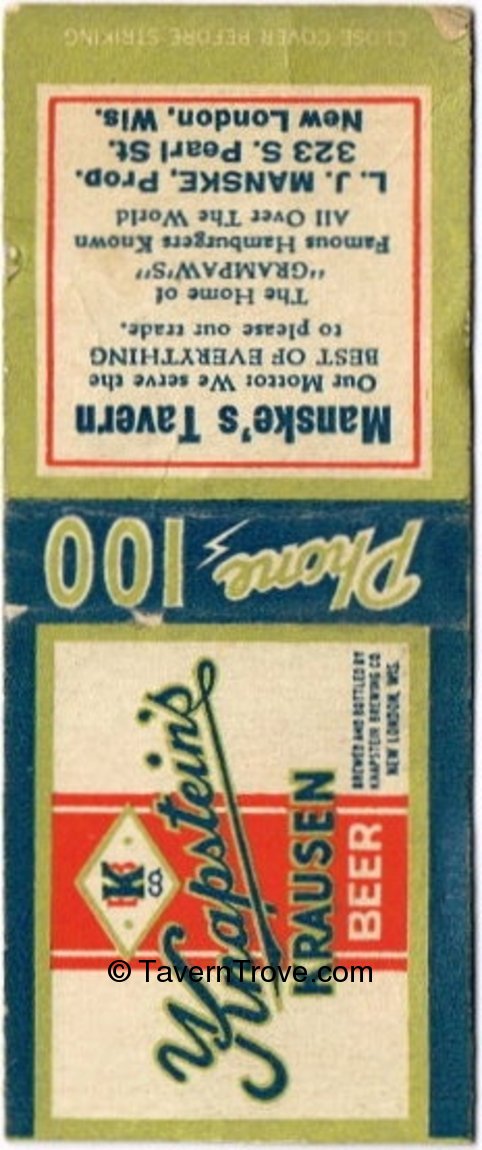 Manske's Tavern
Our Motto: We serve the
BEST OF EVERYTHING
to please our trade.
The Home of
"GRAMPAW'S"
Famous Hamburgers Known
All Over The World
L. J. MANSKE, Prop.
323 S. Pearl St.
New London, Wis.
CLOSE COVER BEFORE STRIKING
Phone 100
KB
Co
Knapstein's
KRAUSEN
BEER
BREWED AND BOTTLED BY
KNAPSTEIN BREWING CO.
NEW LONDON, WIS.
© TavernTrove.com